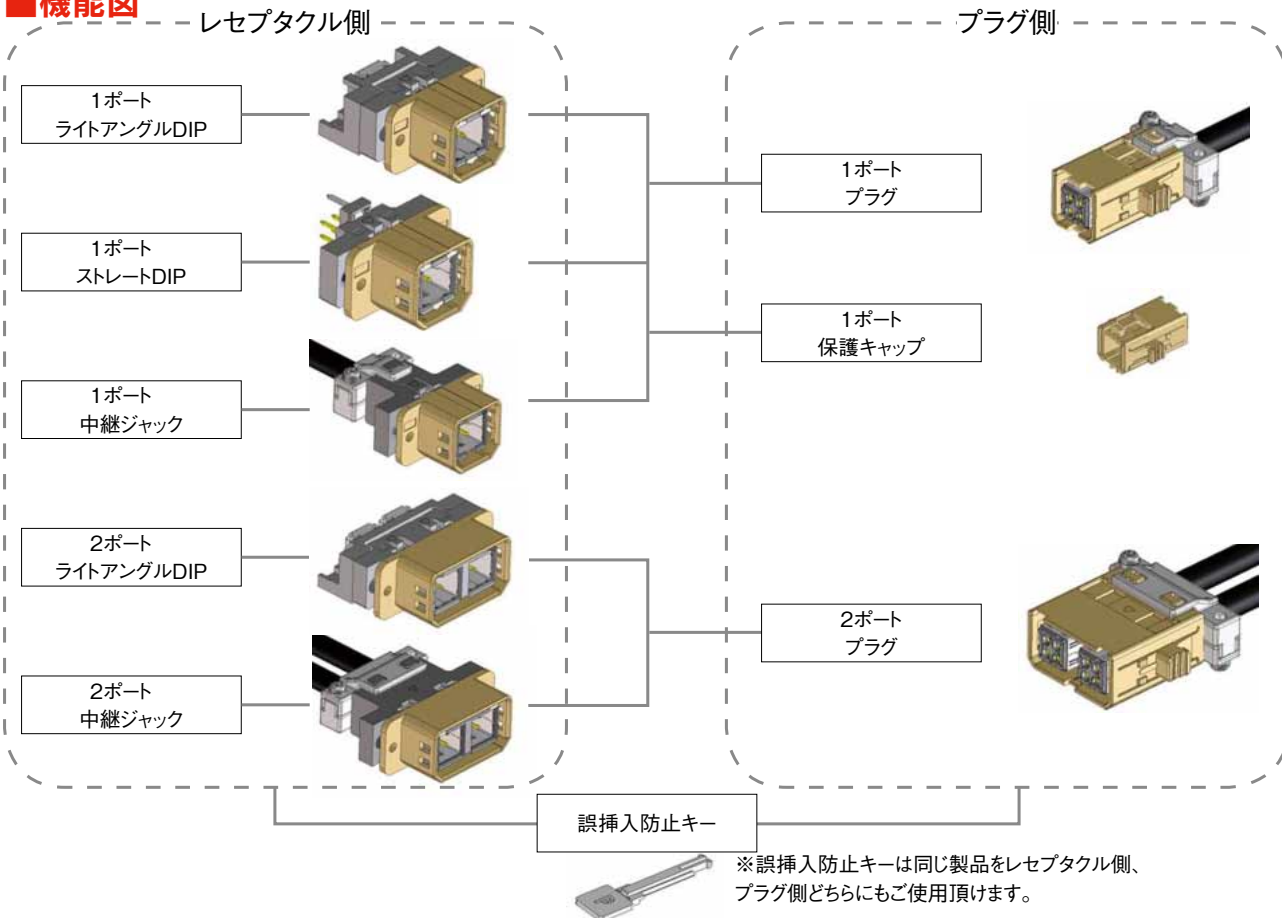 ■機能図
レセプタクル側
プラグ側
1ポート
ライトアングルDIP
1ポート
ストレートDIP
1ポート
中継ジャック
2ポート
ライトアングルDIP
2ポート
中継ジャック
1ポート
プラグ
1ポート
保護キャップ
2ポート
プラグ
誤挿入防止キー
※誤挿入防止キーは同じ製品をレセプタクル側、
プラグ側どちらにもご使用頂けます。